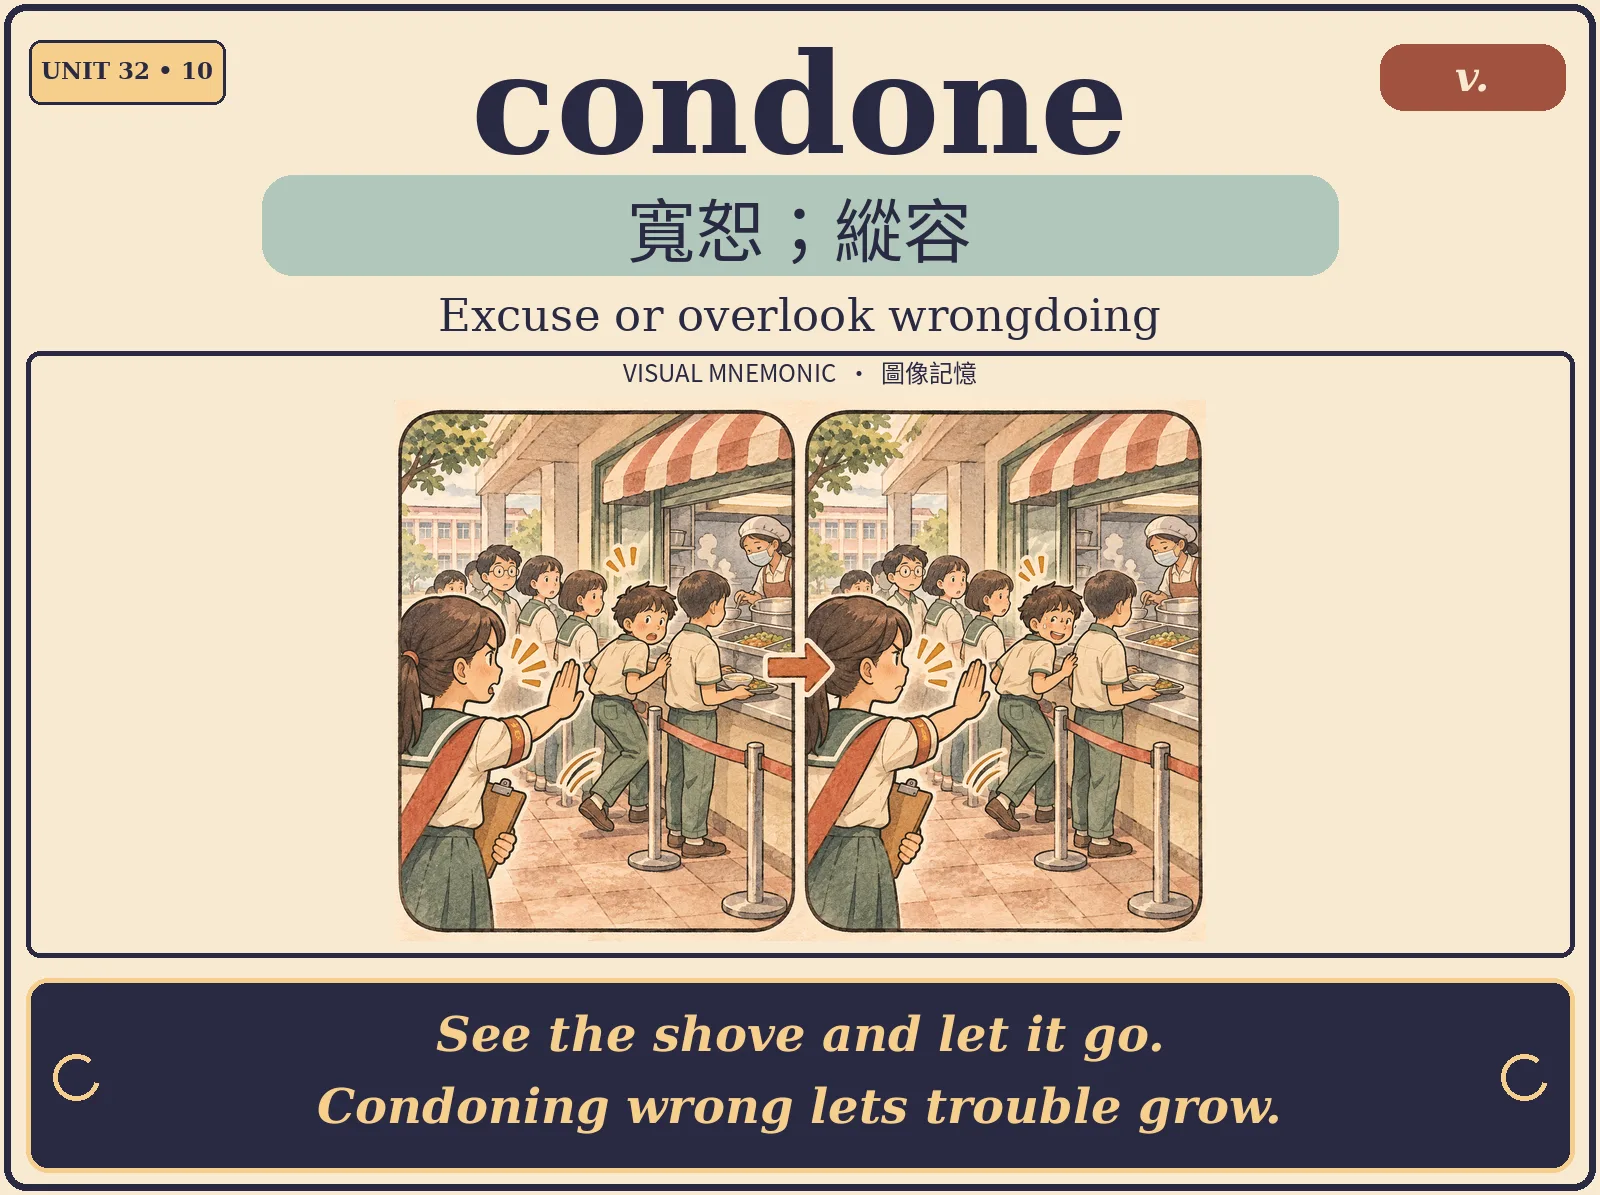 UNIT 32 • 10
condone
v.
寬恕；縱容
Excuse or overlook wrongdoing
VISUAL MNEMONIC • 圖像記憶
See the shove and let it go.
Condoning wrong lets trouble grow.